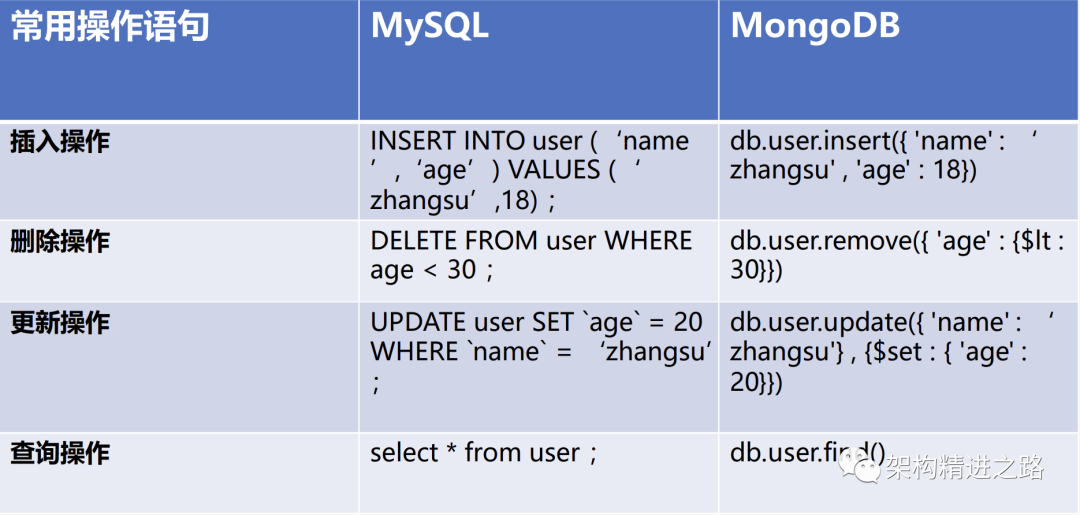 常用操作语句
MySQL
MongoDB
插入操作
INSERT INTO user (‘name
’,‘age’) VALUES (‘
zhangsu’,18)；
db.user.insert({ 'name' : ‘
zhangsu' , 'age' : 18})
删除操作
DELETE FROM user WHERE
age < 30；
db.user.remove({ 'age' : {$lt :
30}})
更新操作
UPDATE user SET `age` = 20
WHERE `name` = ‘zhangsu’
；
db.user.update({ 'name' : ‘
zhangsu'} , {$set : { 'age' :
20}})
查询操作
select * from user；
db.user.find()
架构精进之路